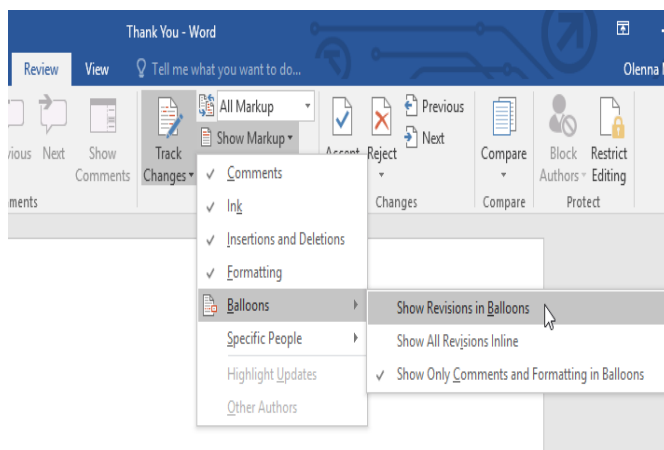 Thank You - Word
Review View Tell me what you want to do... Olenna
All Markup
Show Markup
Previous
Next
vious Next Show Comments
Track Changes
Accept Reject
Compare
Block Authors
Restrict Editing
ments Changes Compare Protect
Comments
Ink
Insertions and Deletions
Formatting
Balloons
Specific People
Highlight Updates
Other Authors
Show Revisions in Balloons
Show All Revisions Inline
Show Only Comments and Formatting in Balloons